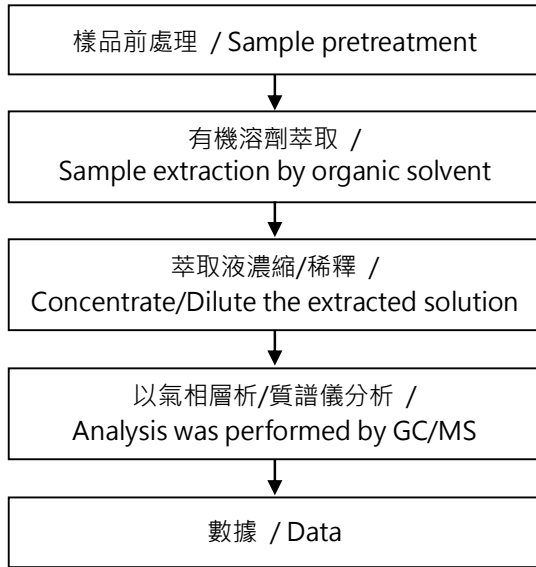 樣品前處理 / Sample pretreatment
有機溶劑萃取 /
Sample extraction by organic solvent
萃取液濃縮/稀釋 /
Concentrate/Dilute the extracted solution
以氣相層析/質譜儀分析 /
Analysis was performed by GC/MS
數據 / Data